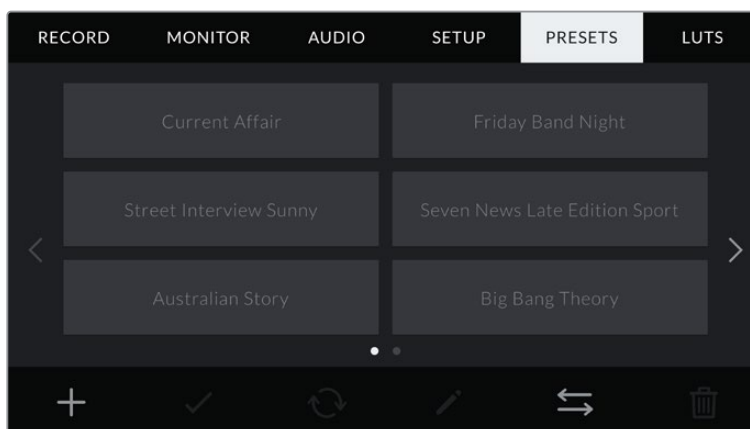 RECORD MONITOR AUDIO SETUP PRESETS LUTS
Current Affair Friday Band Night
Street Interview Sunny Seven News Late Edition Sport
Australian Story Big Bang Theory